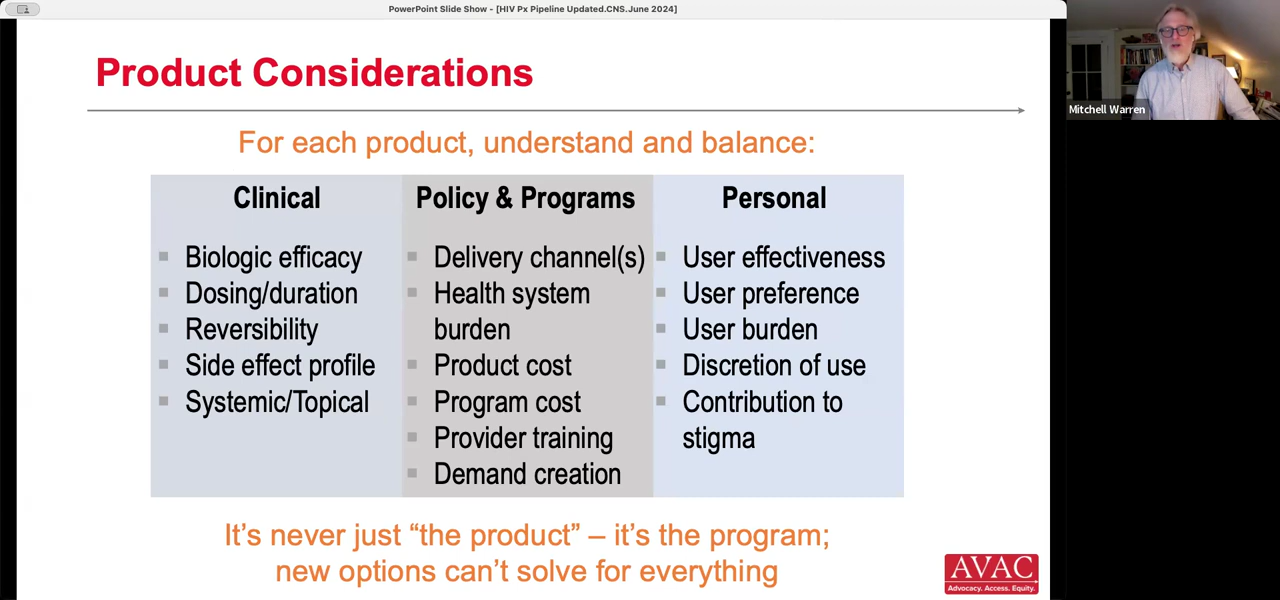 PowerPoint Slide Show - [HIV Px Pipeline Updated.CNS.June 2024]
Product Considerations
For each product, understand and balance:
Clinical
Biologic efficacy
Dosing/duration
Reversibility
Side effect profile
Systemic/Topical
Policy & Programs
Delivery channel(s)
Health system
burden
Product cost
Program cost
Provider training
Demand creation
Personal
User effectiveness
User preference
User burden
Discretion of use
Contribution to
stigma
It's never just “the product” – it's the program;
new options can't solve for everything
AVAC
Advocacy. Access. Equity.
Mitchell Warren